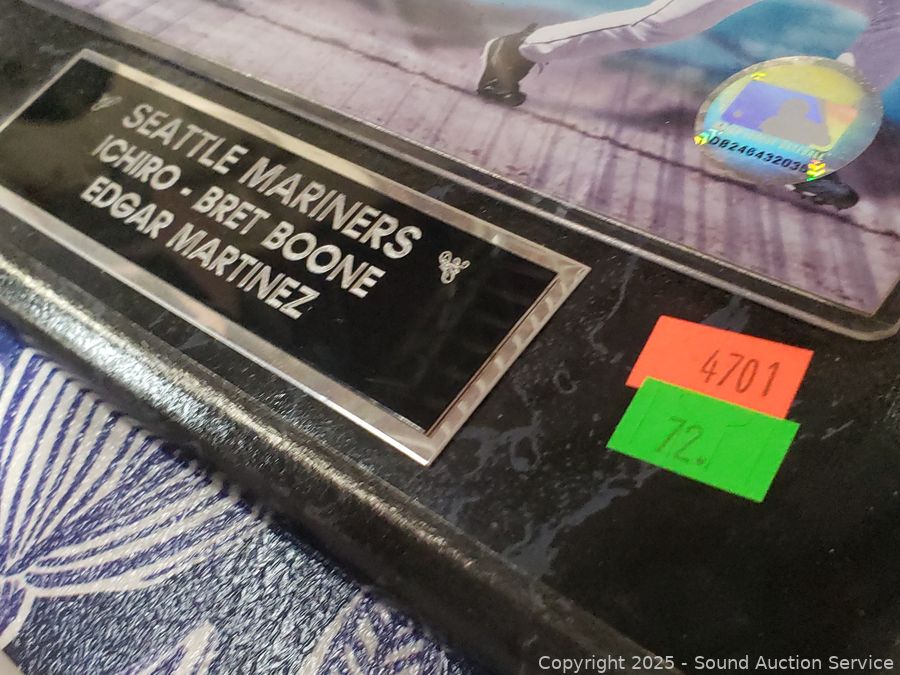 SEATTLE MARINERS
ICHIRO - BRET BOONE
EDGAR MARTINEZ
4701
72.
Copyright 2025 - Sound Auction Service